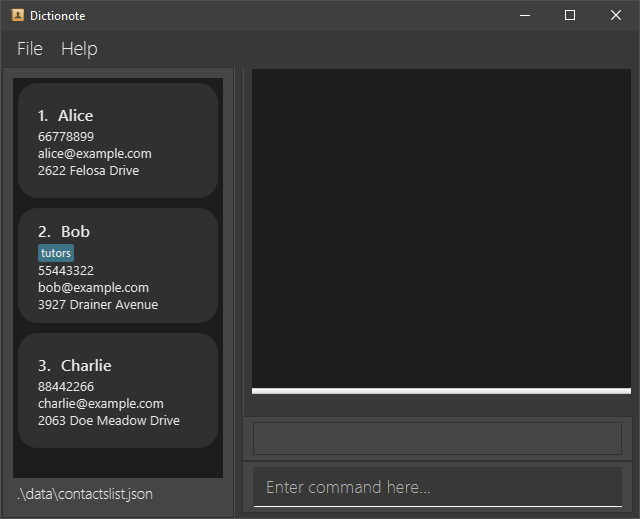 Dictionote
File Help
1. Alice
66778899
alice@example.com
2622 Felosa Drive
2. Bob
tutors
55443322
bob@example.com
3927 Drainer Avenue
3. Charlie
88442266
charlie@example.com
2063 Doe Meadow Drive
.\data\contactslist.json
Enter command here...